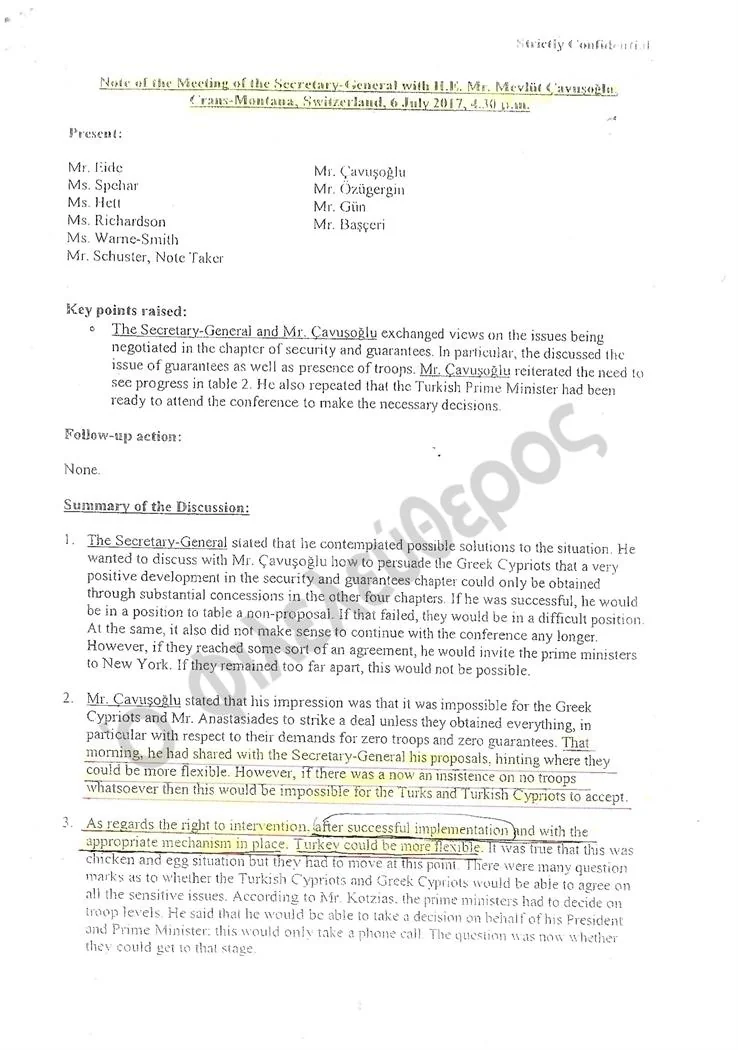 Strictly Confidential
Note of the Meeting of the Secretary-General with H.E. Mr. Mevlüt Çavuşoğlu,
Crans-Montana, Switzerland, 6 July 2017, 4.30 p.m.
Present:
Mr. Eide
Ms. Spehar
Ms. Hett
Ms. Richardson
Ms. Warne-Smith
Mr. Schuster, Note Taker
Mr. Çavuşoğlu
Mr. Özügergin
Mr. Gün
Mr. Başçeri
Key points raised:
The Secretary-General and Mr. Çavuşoğlu exchanged views on the issues being
negotiated in the chapter of security and guarantees. In particular, the discussed the
issue of guarantees as well as presence of troops. Mr. Çavuşoğlu reiterated the need to
see progress in table 2. He also repeated that the Turkish Prime Minister had been
ready to attend the conference to make the necessary decisions.
Follow-up action:
None.
Ο Φιλελεύθερος
Summary of the Discussion:
1. The Secretary-General stated that he contemplated possible solutions to the situation. He
wanted to discuss with Mr. Çavuşoğlu how to persuade the Greek Cypriots that a very
positive development in the security and guarantees chapter could only be obtained
through substantial concessions in the other four chapters. If he was successful, he would
be in a position to table a non-proposal. If that failed, they would be in a difficult position.
At the same, it also did not make sense to continue with the conference any longer.
However, if they reached some sort of an agreement, he would invite the prime ministers
to New York. If they remained too far apart, this would not be possible.
2. Mr. Çavuşoğlu stated that his impression was that it was impossible for the Greek
Cypriots and Mr. Anastasiades to strike a deal unless they obtained everything, in
particular with respect to their demands for zero troops and zero guarantees. That
morning, he had shared with the Secretary-General his proposals, hinting where they
could be more flexible. However, if there was a now an insistence on no troops
whatsoever then this would be impossible for the Turks and Turkish Cypriots to accept.
3. As regards the right to intervention, after successful implementation and with the
appropriate mechanism in place, Turkey could be more flexible. It was true that this was
chicken and egg situation but they had to move at this point. There were many question
marks as to whether the Turkish Cypriots and Greek Cypriots would be able to agree on
all the sensitive issues. According to Mr. Kotzias, the prime ministers had to decide on
troop levels. He said that he would be able to take a decision on behalf of his President
and Prime Minister; this would only take a phone call. The question was now whether
they could get to that stage.